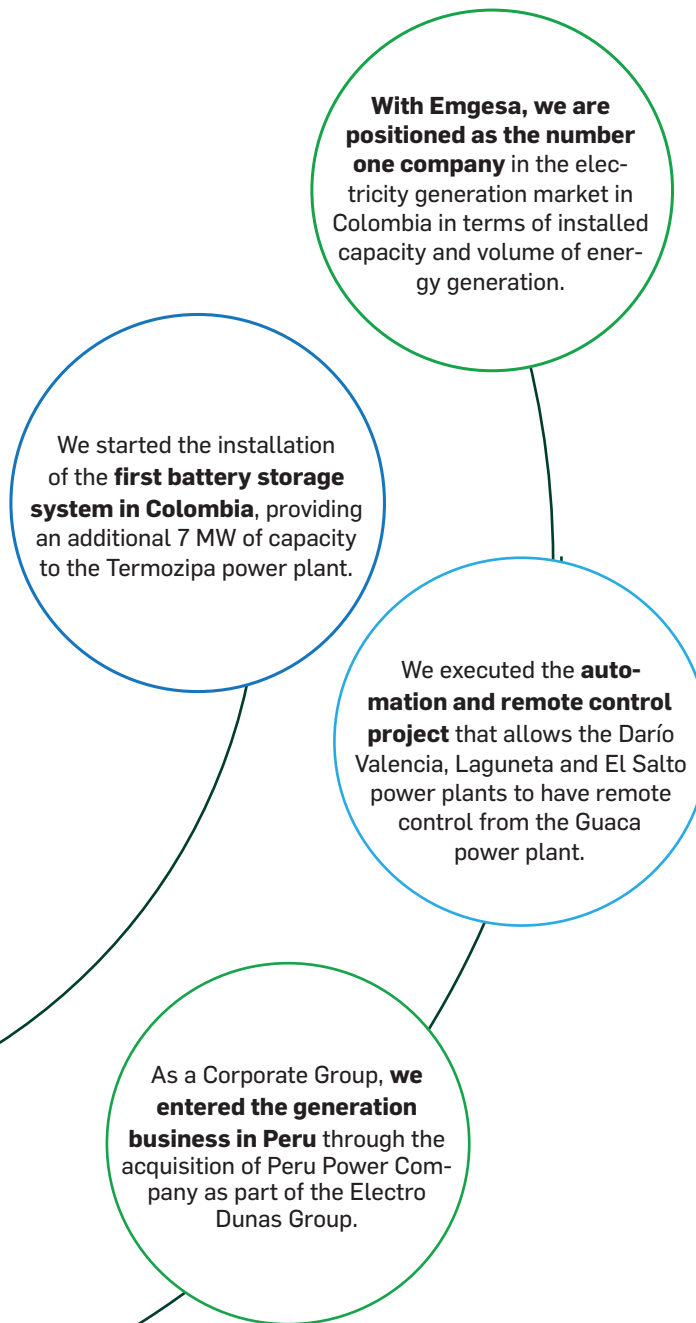 With Emgesa, we are
positioned as the number
one company in the elec-
tricity generation market in
Colombia in terms of installed
capacity and volume of ener-
gy generation.
We started the installation
of the first battery storage
system in Colombia, providing
an additional 7 MW of capacity
to the Termozipa power plant.
We executed the auto-
mation and remote control
project that allows the Darío
Valencia, Laguneta and El Salto
power plants to have remote
control from the Guaca
power plant.
As a Corporate Group, we
entered the generation
business in Peru through the
acquisition of Peru Power Com-
pany as part of the Electro
Dunas Group.